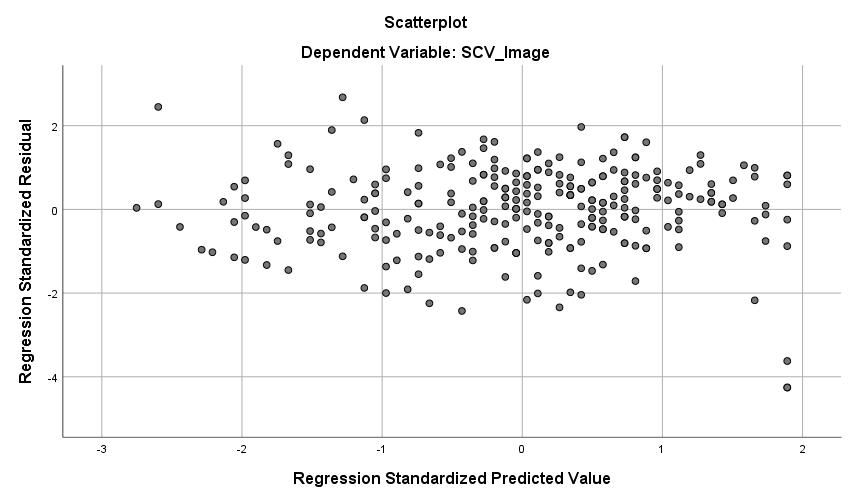 Scatterplot
Dependent Variable: SCV_Image
Regression Standardized Residual
2
0
-2
-4
-3
-2
-1
0
1
2
Regression Standardized Predicted Value